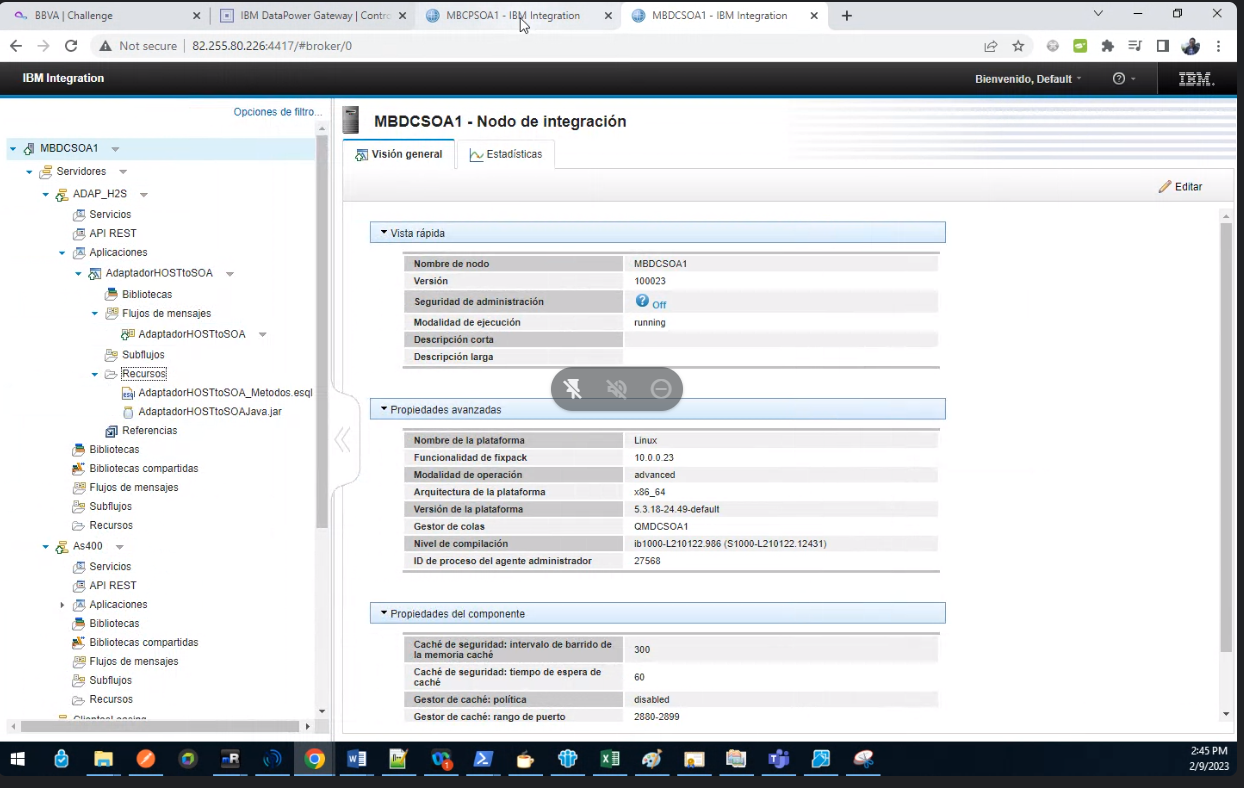 BBVA | Challenge
IBM DataPower Gateway | Contro
MBCPSOA1 - IBM Integration
MBDCSOA1 - IBM Integration
Not secure | 82.255.80.226:4417/#broker/0
IBM Integration
Bienvenido, Default
IBM.
Opciones de filtro...
MBDCSOA1
Servidores
ADAP_H2S
Servicios
API REST
Aplicaciones
AdaptadorHOSTtoSOA
Bibliotecas
Flujos de mensajes
AdaptadorHOSTtoSOA
Subflujos
Recursos
AdaptadorHOSTtoSOA_Metodos.esql
AdaptadorHOSTtoSOAJava.jar
Referencias
Bibliotecas
Bibliotecas compartidas
Flujos de mensajes
Subflujos
Recursos
As400
Servicios
API REST
Aplicaciones
Bibliotecas
Bibliotecas compartidas
Flujos de mensajes
Subflujos
Recursos
MBDCSOA1 - Nodo de integración
Visión general
Estadísticas
Editar
Vista rápida
Nombre de nodo MBDCSOA1
Versión 100023
Seguridad de administración Off
Modalidad de ejecución running
Descripción corta
Descripción larga
Propiedades avanzadas
Nombre de la plataforma Linux
Funcionalidad de fixpack 10.0.0.23
Modalidad de operación advanced
Arquitectura de la plataforma x86_64
Versión de la plataforma 5.3.18-24.49-default
Gestor de colas QMDCSOA1
Nivel de compilación ib1000-L210122.986 (S1000-L210122.12431)
ID de proceso del agente administrador 27568
Propiedades del componente
Caché de seguridad: intervalo de barrido de
la memoria caché 300
Caché de seguridad: tiempo de espera de
caché 60
Gestor de caché: política disabled
Gestor de caché: rango de puerto 2880-2899
2:45 PM
2/9/2023